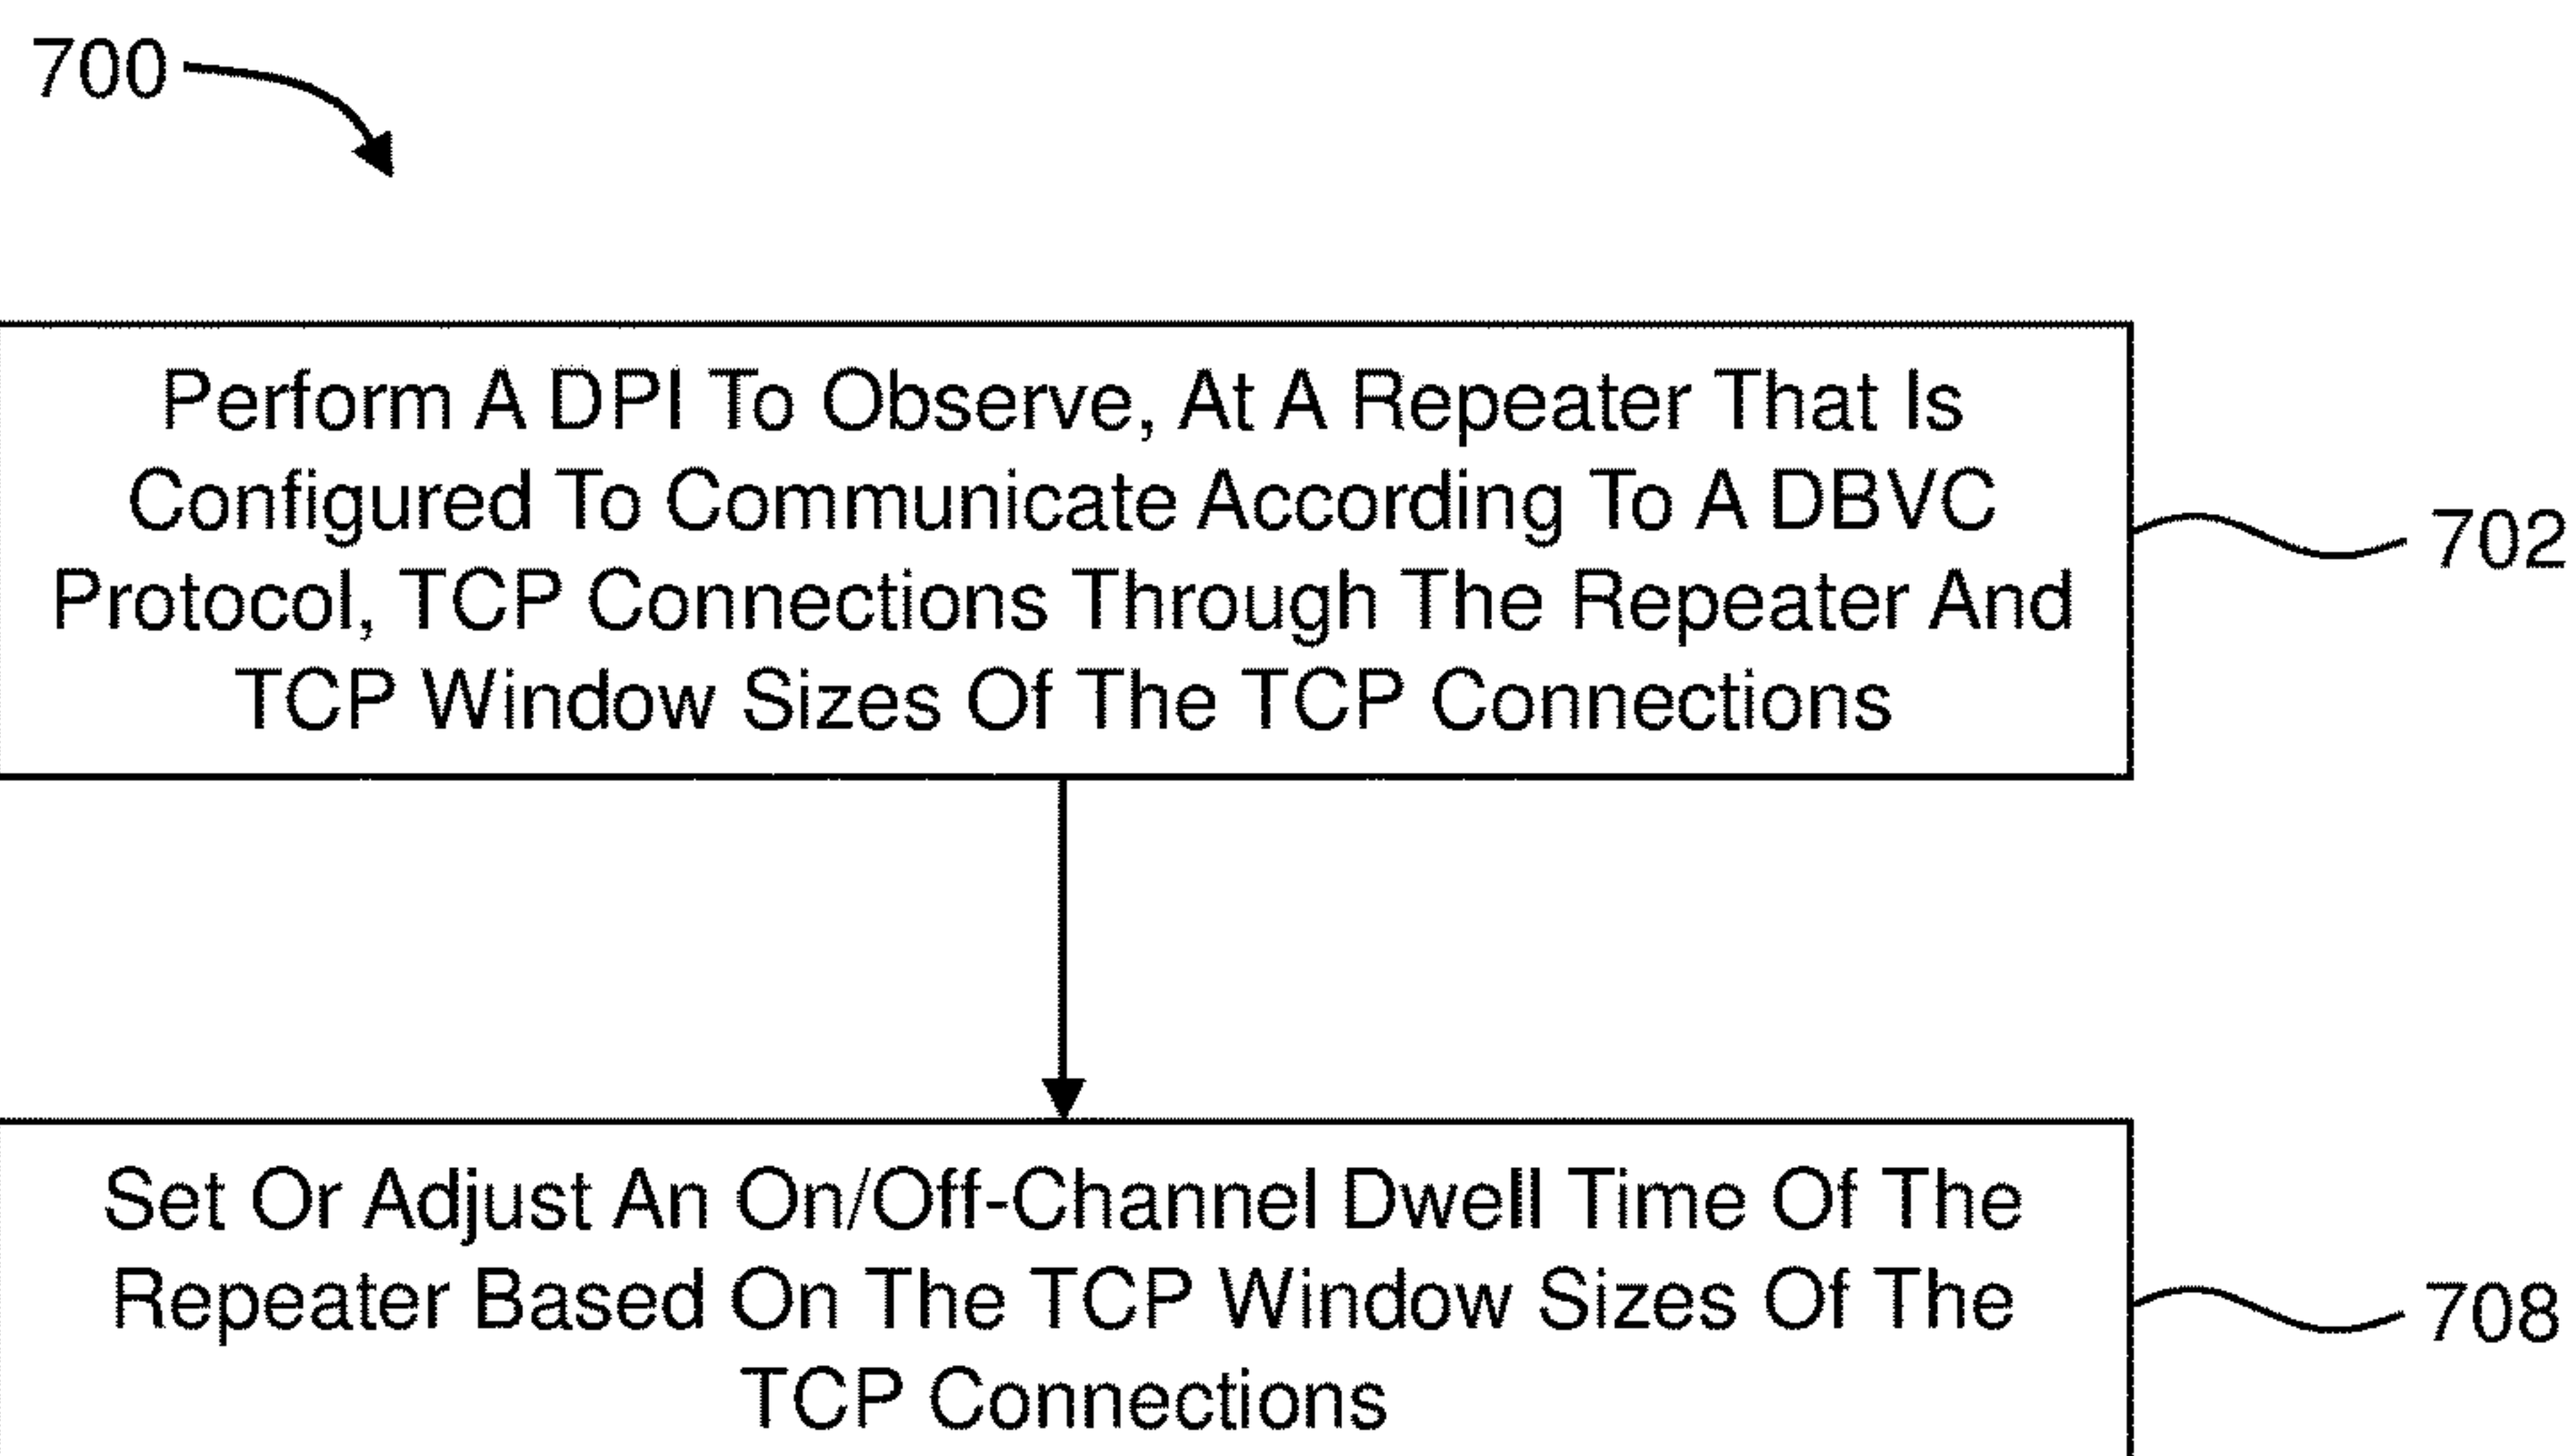 700
Perform A DPI To Observe, At A Repeater That Is
Configured To Communicate According To A DBVC
Protocol, TCP Connections Through The Repeater And
TCP Window Sizes Of The TCP Connections
702
Set Or Adjust An On/Off-Channel Dwell Time Of The
Repeater Based On The TCP Window Sizes Of The
TCP Connections
708